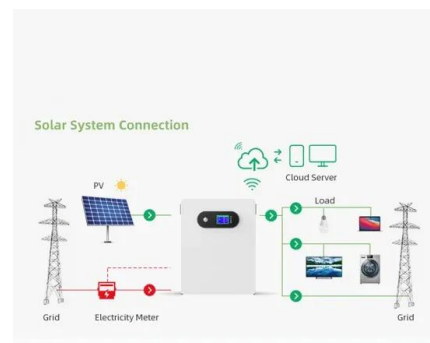 Solar System Connection
Cloud Server
PV
Load
Grid
Electricity Meter
Grid